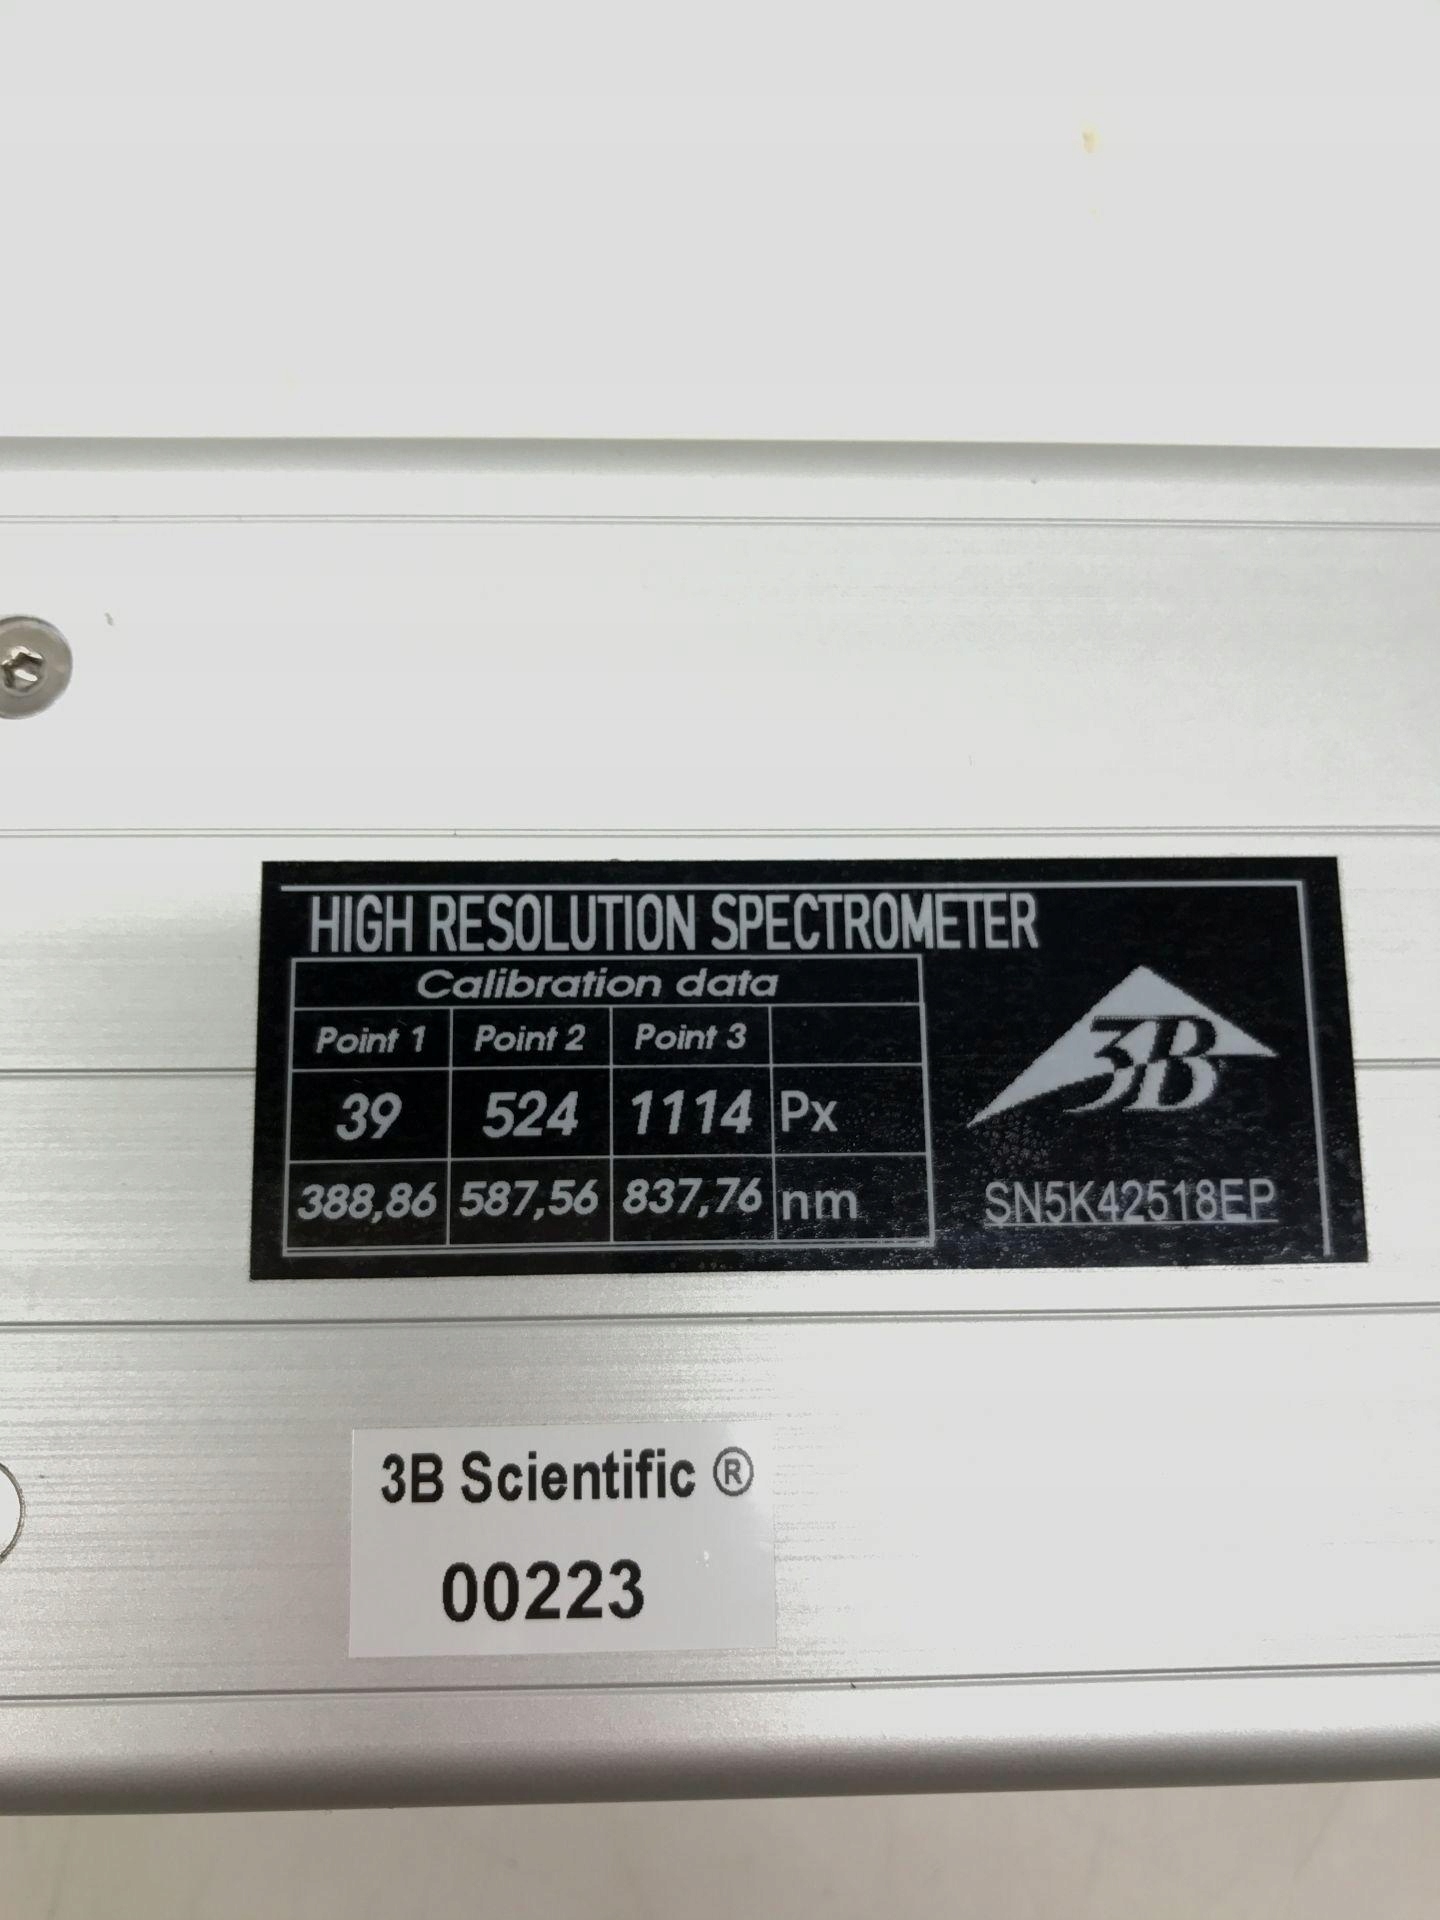 HIGH RESOLUTION SPECTROMETER
Calibration data
Point 1 Point 2 Point 3
39 524 1114 Px
388,86 587,56 837,76 nm
3B
SN5K42518EP
3B Scientific ®
00223